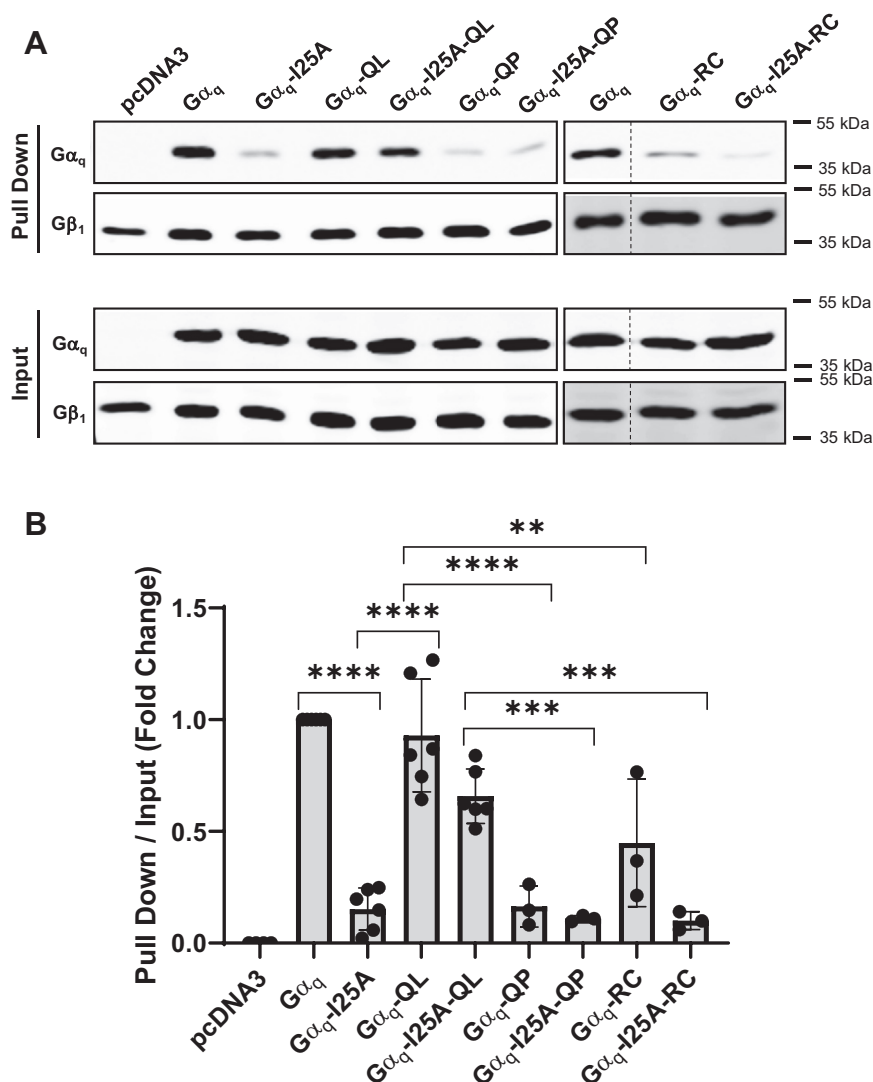 A
pcDNA3 Gαq Gαq-I25A Gαq-QL Gαq-I25A-QL Gαq-QP Gαq-I25A-QP Gαq Gαq-RC Gαq-I25A-RC
Pull Down
Gαq
55 kDa
35 kDa
Gβ1
55 kDa
35 kDa
Input
Gαq
55 kDa
35 kDa
Gβ1
55 kDa
35 kDa
B
Pull Down / Input (Fold Change)
**
****
****
****
***
***
1.5
1.0
0.5
0.0
pcDNA3 Gαq Gαq-I25A Gαq-QL Gαq-I25A-QL Gαq-QP Gαq-I25A-QP Gαq-RC Gαq-I25A-RC